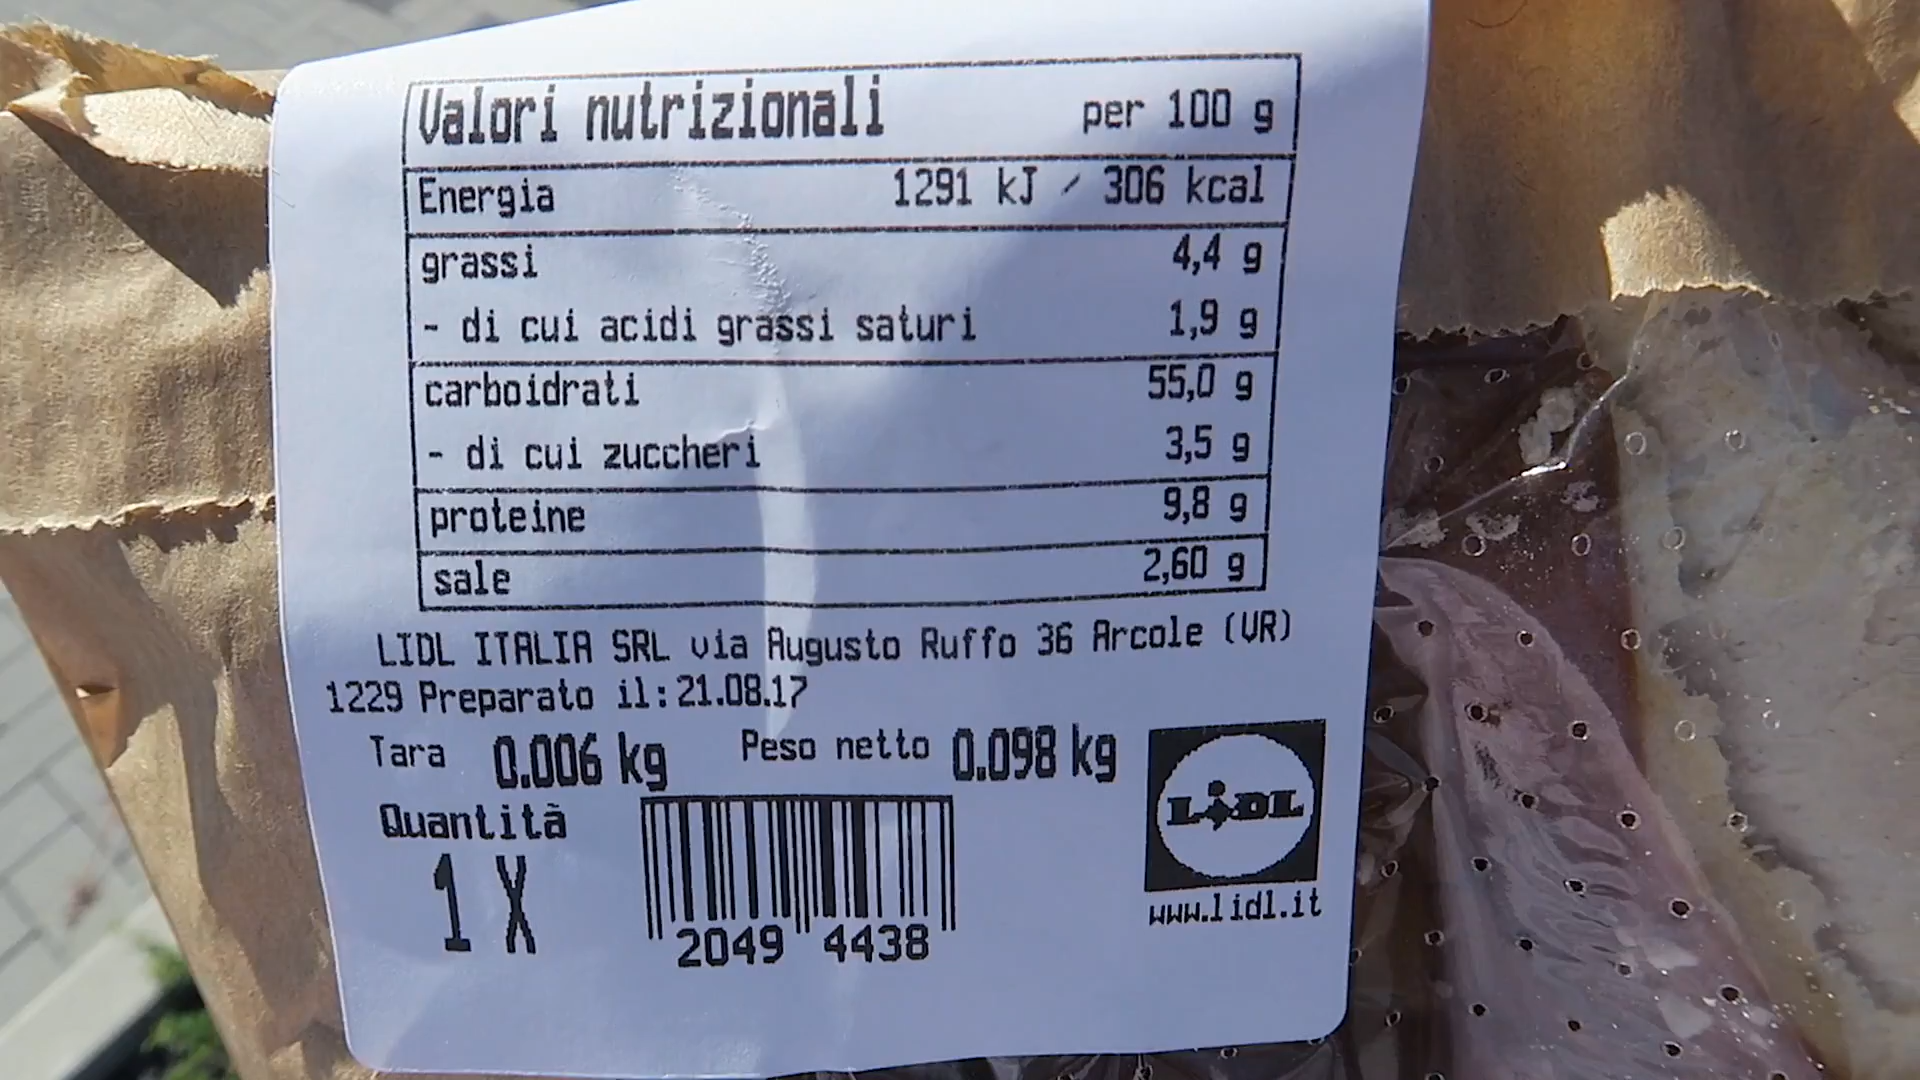 Valori nutrizionali per 100 g
Energia 1291 kJ / 306 kcal
grassi 4,4 g
- di cui acidi grassi saturi 1,9 g
carboidrati 55,0 g
- di cui zuccheri 3,5 g
proteine 9,8 g
sale 2,60 g
LIDL ITALIA SRL via Augusto Ruffo 36 Arcole (VR)
1229 Preparato il: 21.08.17
Tara 0.006 kg Peso netto 0.098 kg
Quantità
1 X
LIDL
www.lidl.it
2049 4438